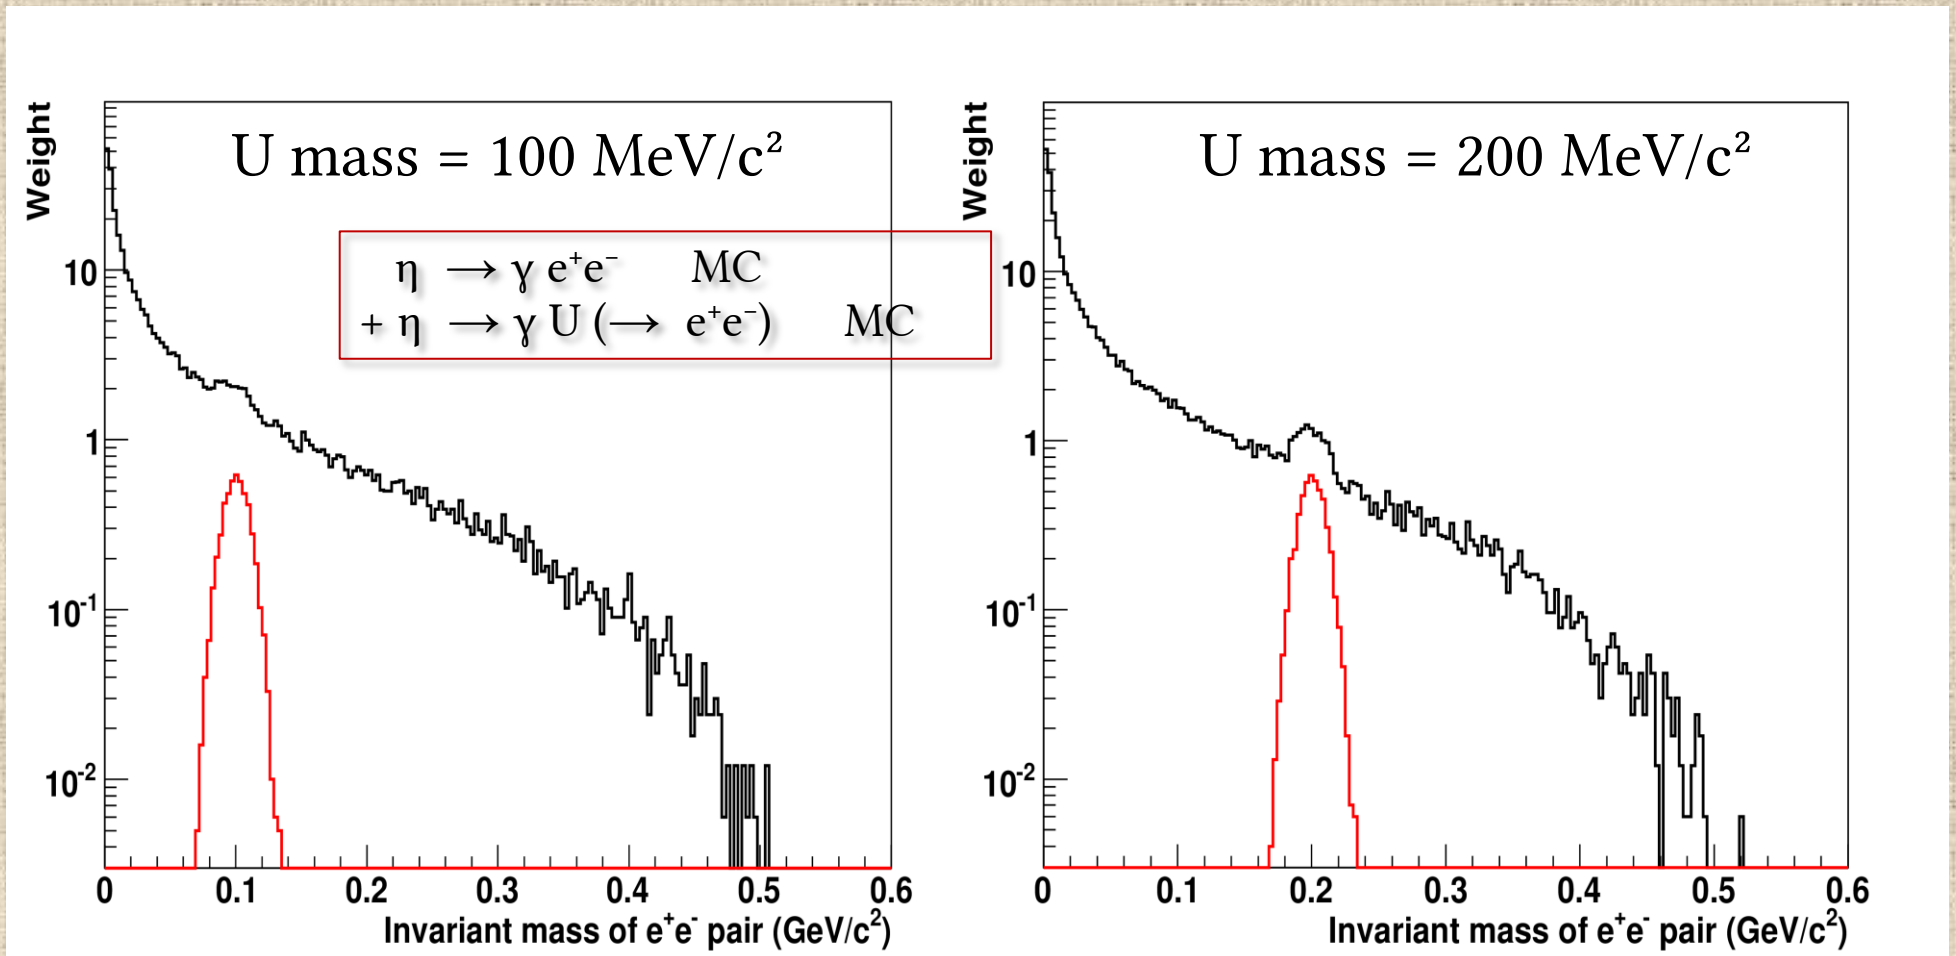 U mass = 100 MeV/c²
Weight
η → γ e⁺e⁻ MC
+ η → γ U (→ e⁺e⁻) MC
10
1
10⁻¹
10⁻²
0 0.1 0.2 0.3 0.4 0.5 0.6
Invariant mass of e⁺e⁻ pair (GeV/c²)
U mass = 200 MeV/c²
Weight
10
1
10⁻¹
10⁻²
0 0.1 0.2 0.3 0.4 0.5 0.6
Invariant mass of e⁺e⁻ pair (GeV/c²)